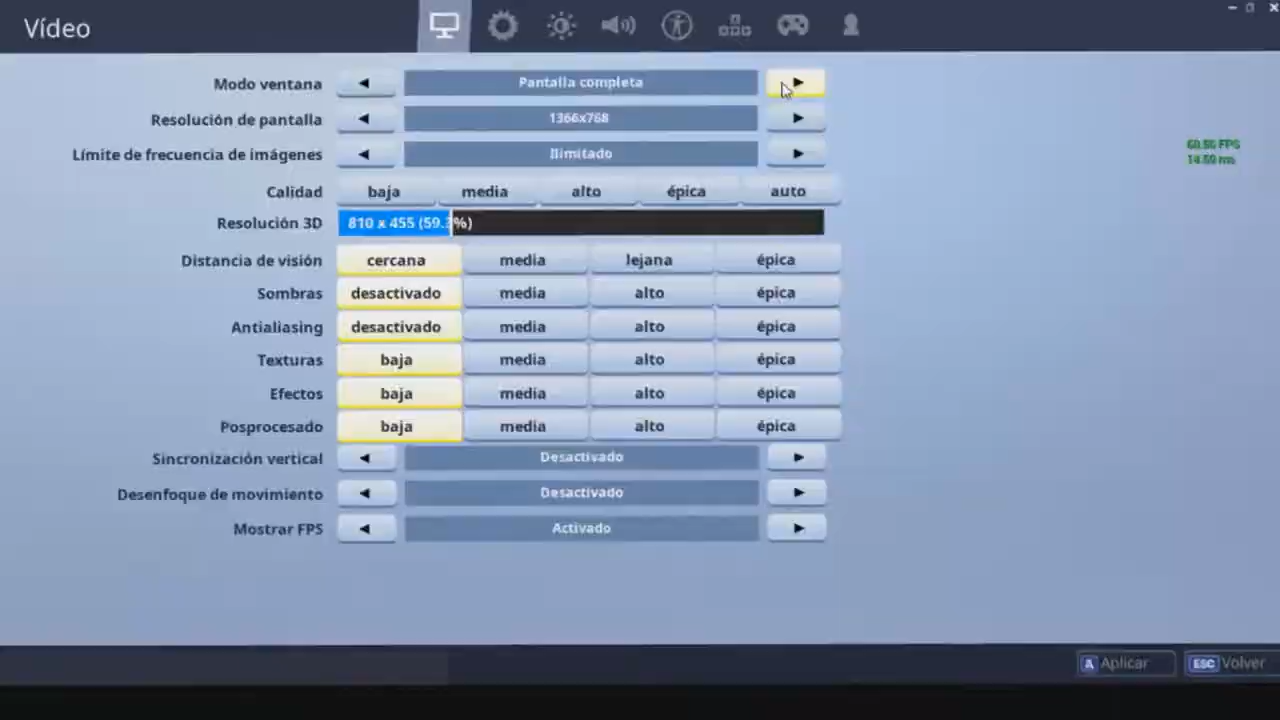 Vídeo
Modo ventana Pantalla completa
Resolución de pantalla 1366x768
Límite de frecuencia de imágenes Ilimitado
Calidad baja media alto épica auto
Resolución 3D 810 x 455 (59.3%)
Distancia de visión cercana media lejana épica
Sombras desactivado media alto épica
Antialiasing desactivado media alto épica
Texturas baja media alto épica
Efectos baja media alto épica
Posprocesado baja media alto épica
Sincronización vertical Desactivado
Desenfoque de movimiento Desactivado
Mostrar FPS Activado
A Aplicar ESC Volver